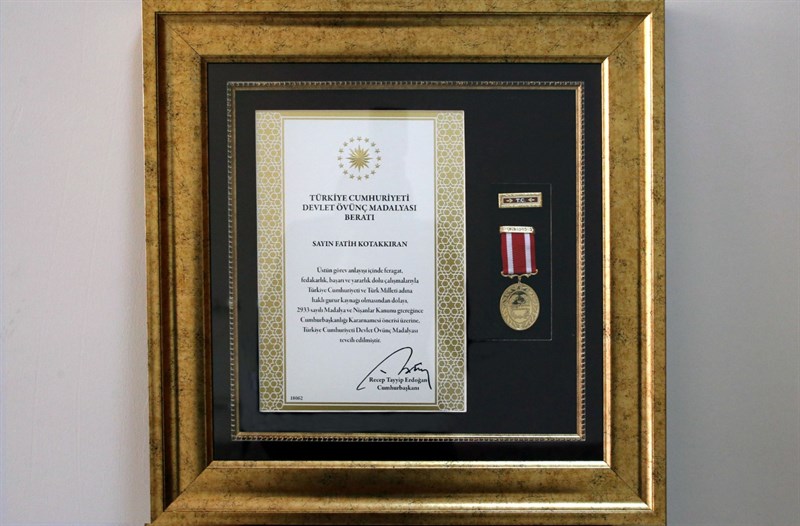 TÜRKİYE CUMHURİYETİ
DEVLET ÖVÜNÇ MADALYASI
BERATI
SAYIN FATİH KOTAKKIRAN
Üstün görev anlayışı içinde feragat,
fedakarlık, başarı ve yararlık dolu çalışmalarıyla
Türkiye Cumhuriyeti ve Türk Milleti adına
haklı gurur kaynağı olmasından dolayı,
2933 sayılı Madalya ve Nişanlar Kanunu gereğince
Cumhurbaşkanlığı Kararnamesi önerisi üzerine,
Türkiye Cumhuriyeti Devlet Övünç Madalyası
tevcih edilmiştir.
Recep Tayyip Erdoğan
Cumhurbaşkanı
10062
T.C.